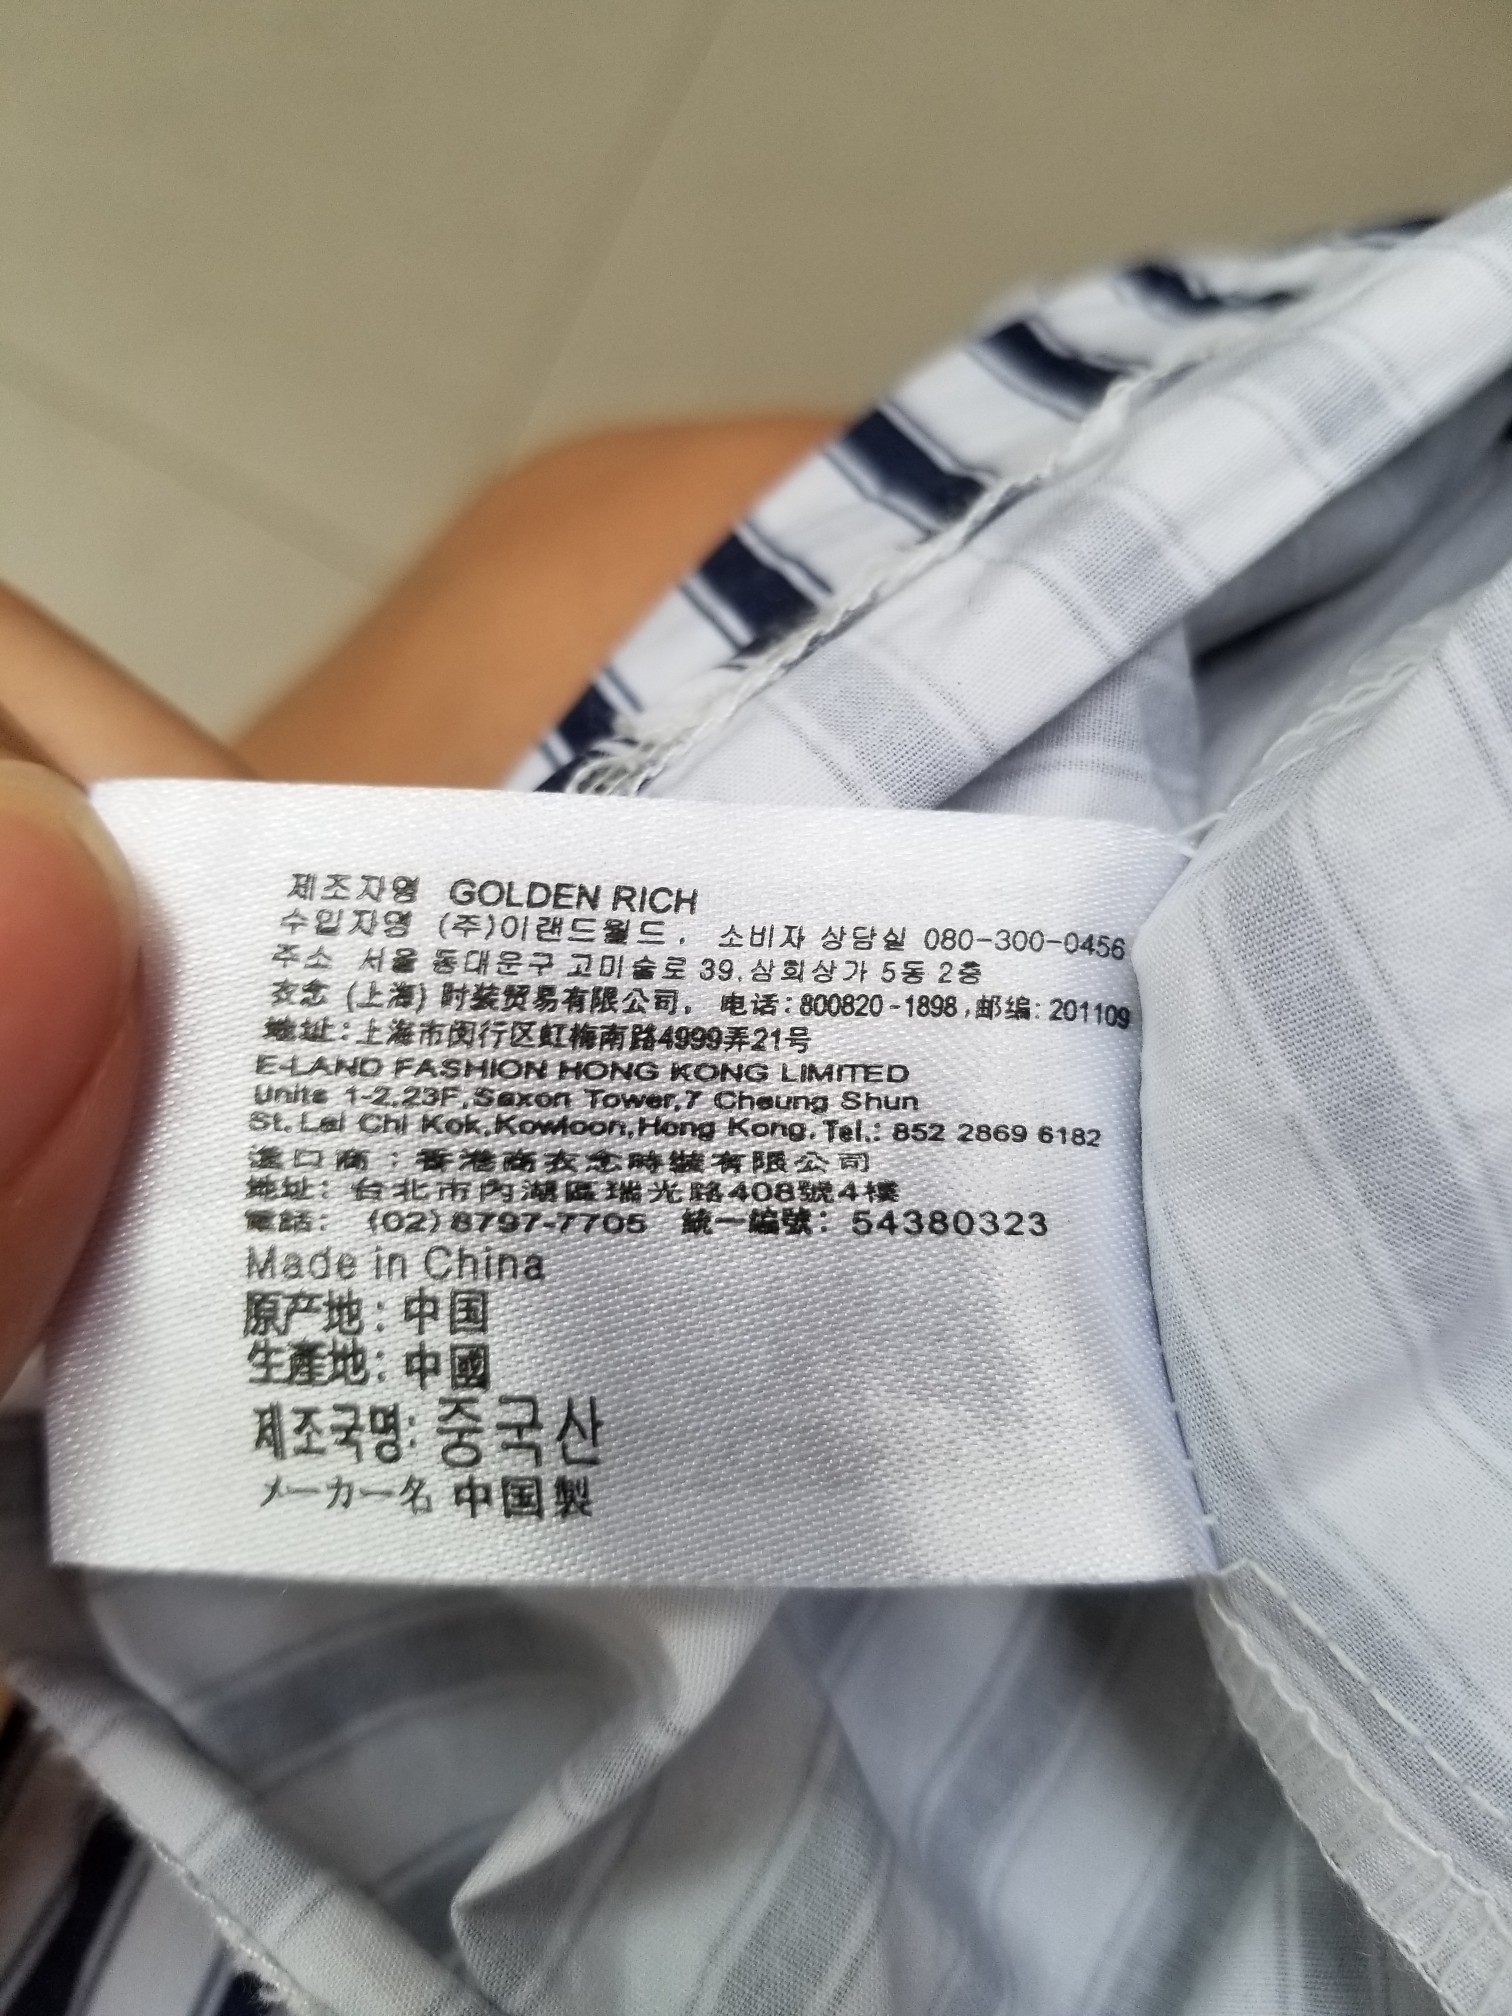 제조자명 GOLDEN RICH
수입자명 (주)이랜드월드. 소비자 상담실 080-300-0456
주소 서울 동대문구 고미술로 39.삼희상가 5동 2층
衣念 (上海) 时装贸易有限公司. 电话:800820-1898,邮编:201109
地址:上海市闵行区虹梅南路4999弄21号
E-LAND FASHION HONG KONG LIMITED
Units 1-2.23F.Saxon Tower,7 Cheung Shun
St.Lai Chi Kok,Kowloon,Hong Kong.Tel.: 852 2869 6182
進口商:香港商衣念時裝有限公司
地址: 台北市內湖區瑞光路408號4樓
電話: (02)8797-7705 統一編號: 54380323
Made in China
原产地:中国
生產地:中國
제조국명: 중국산
メーカー名 中国製